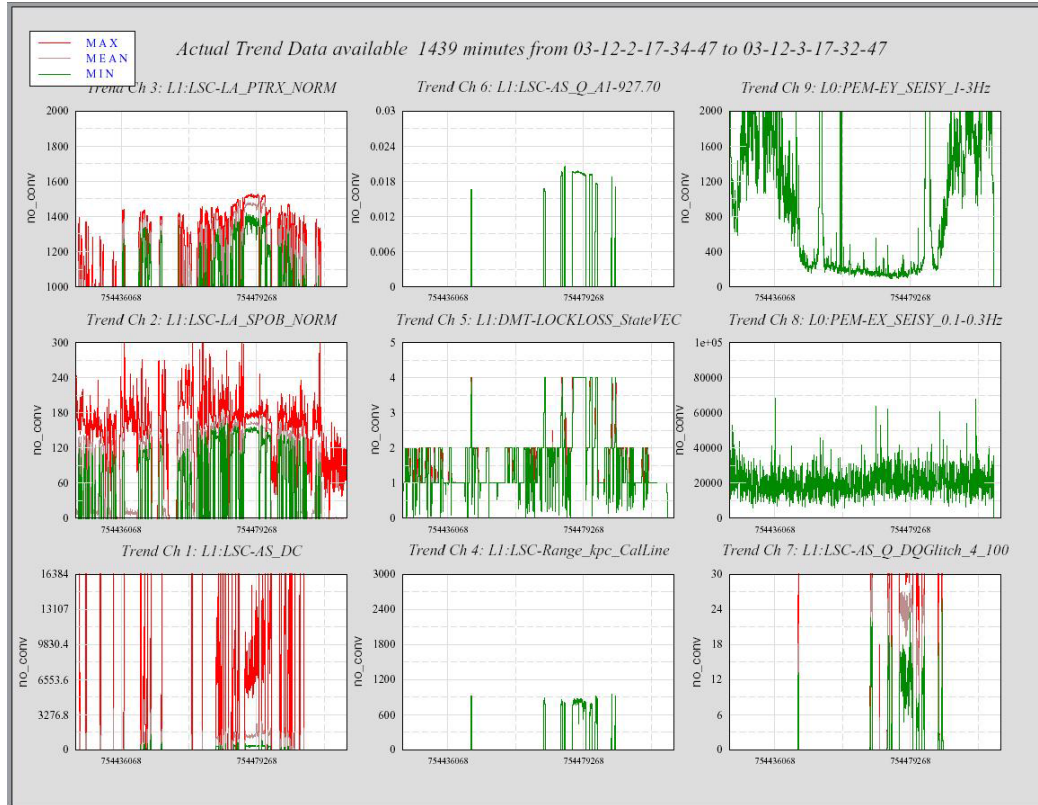 MAX
MEAN
MIN
Actual Trend Data available 1439 minutes from 03-12-2-17-34-47 to 03-12-3-17-32-47
Trend Ch 3: L1:LSC-LA_PTRX_NORM
no_conv
2000
1800
1600
1400
1200
1000
754436068 754479268
Trend Ch 6: L1:LSC-AS_Q_A1-927.70
no_conv
0.03
0.024
0.018
0.012
0.006
0
754436068 754479268
Trend Ch 9: L0:PEM-EY_SEISY_1-3Hz
no_conv
2000
1600
1200
800
400
0
754436068 754479268
Trend Ch 2: L1:LSC-LA_SPOB_NORM
no_conv
300
240
180
120
60
0
754436068 754479268
Trend Ch 5: L1:DMT-LOCKLOSS_StateVEC
no_conv
5
4
3
2
1
0
754436068 754479268
Trend Ch 8: L0:PEM-EX_SEISY_0.1-0.3Hz
no_conv
1e+05
80000
60000
40000
20000
0
754436068 754479268
Trend Ch 1: L1:LSC-AS_DC
no_conv
16384
13107
9830.4
6553.6
3276.8
0
754436068 754479268
Trend Ch 4: L1:LSC-Range_kpc_CalLine
no_conv
3000
2400
1800
1200
600
0
754436068 754479268
Trend Ch 7: L1:LSC-AS_Q_DQGlitch_4_100
no_conv
30
24
18
12
6
0
754436068 754479268